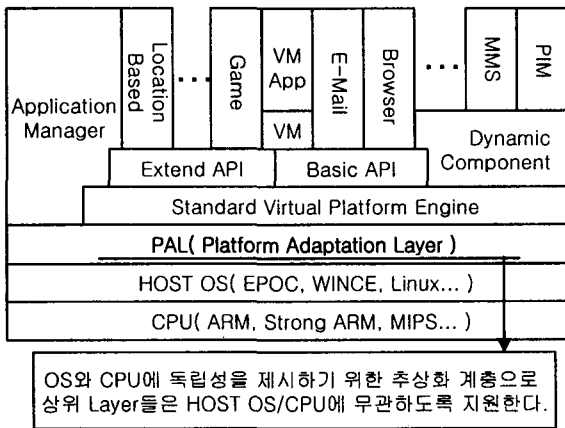 Application
Manager
Location
Based
...
Game
VM
App
VM
E-Mail
Browser
...
MMS
PIM
Dynamic
Component
Extend API
Basic API
Standard Virtual Platform Engine
PAL( Platform Adaptation Layer )
HOST OS( EPOC, WINCE, Linux... )
CPU( ARM, Strong ARM, MIPS... )
OS와 CPU에 독립성을 제시하기 위한 추상화 계층으로
상위 Layer들은 HOST OS/CPU에 무관하도록 지원한다.